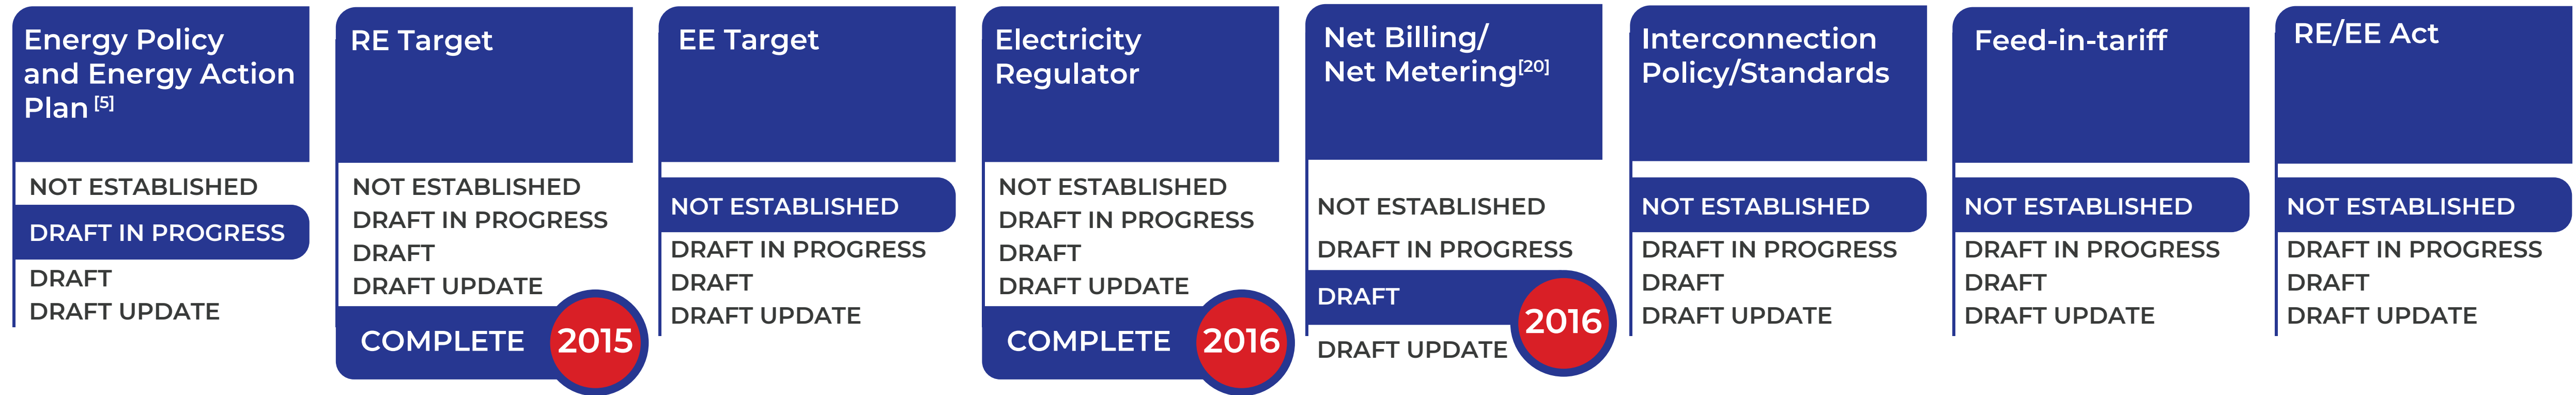 Energy Policy
and Energy Action
Plan [5]
NOT ESTABLISHED
DRAFT IN PROGRESS
DRAFT
DRAFT UPDATE
RE Target
NOT ESTABLISHED
DRAFT IN PROGRESS
DRAFT
DRAFT UPDATE
COMPLETE 2015
EE Target
NOT ESTABLISHED
DRAFT IN PROGRESS
DRAFT
DRAFT UPDATE
Electricity
Regulator
NOT ESTABLISHED
DRAFT IN PROGRESS
DRAFT
DRAFT UPDATE
COMPLETE 2016
Net Billing/
Net Metering[20]
NOT ESTABLISHED
DRAFT IN PROGRESS
DRAFT
2016
DRAFT UPDATE
Interconnection
Policy/Standards
NOT ESTABLISHED
DRAFT IN PROGRESS
DRAFT
DRAFT UPDATE
Feed-in-tariff
NOT ESTABLISHED
DRAFT IN PROGRESS
DRAFT
DRAFT UPDATE
RE/EE Act
NOT ESTABLISHED
DRAFT IN PROGRESS
DRAFT
DRAFT UPDATE